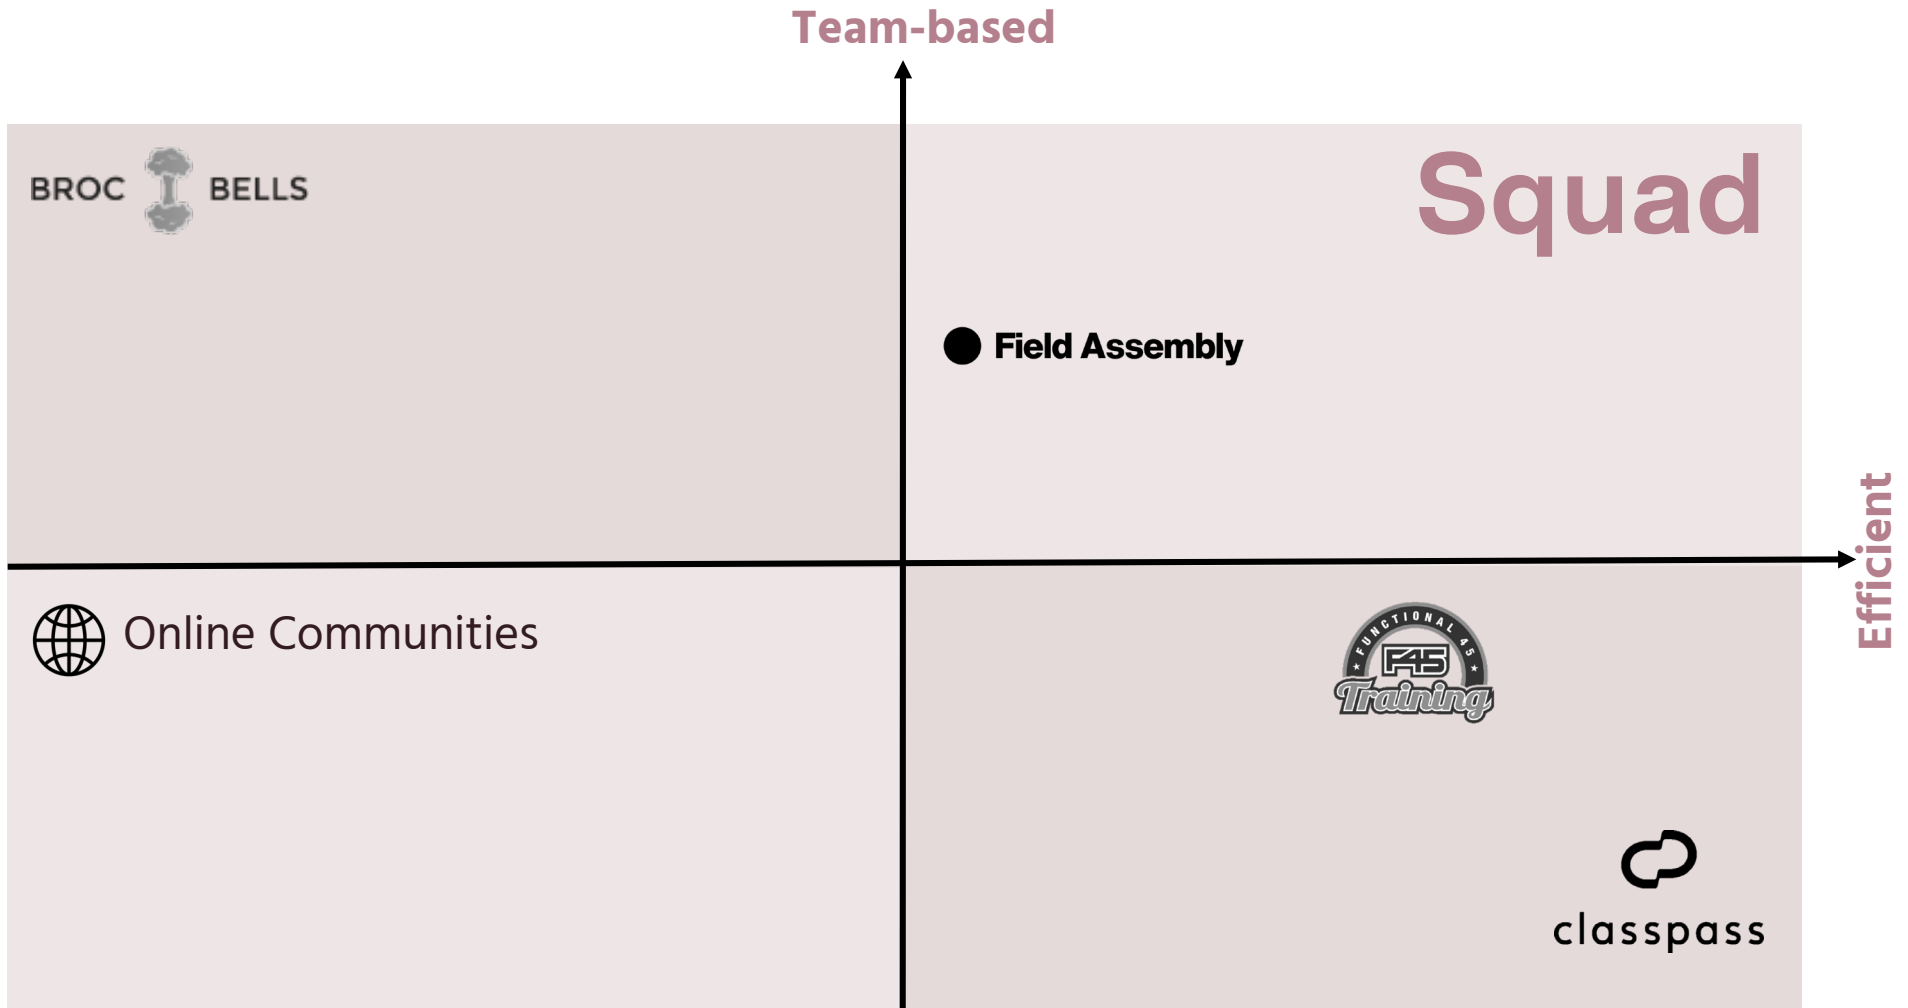 Team-based
BROC BELLS
Squad
Field Assembly
Efficient
Online Communities
FUNCTIONAL 45
F45
Training
classpass